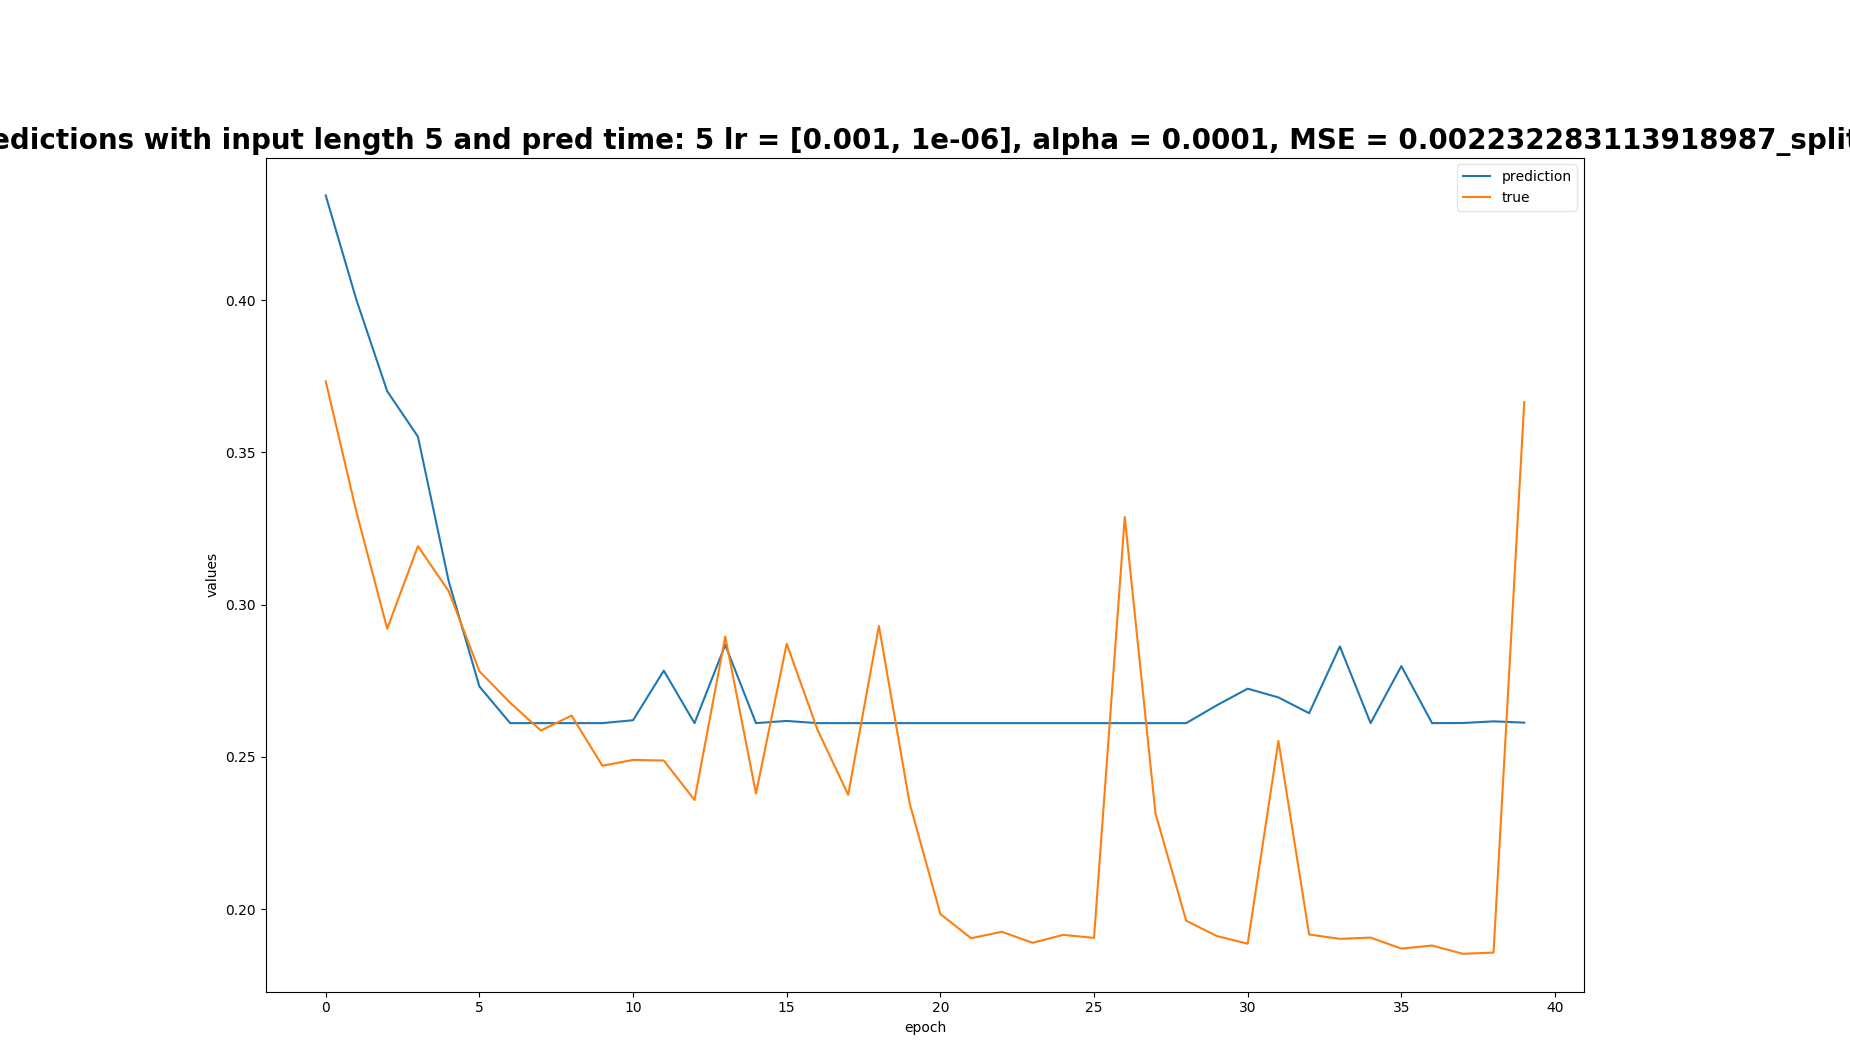 edictions with input length 5 and pred time: 5 lr = [0.001, 1e-06], alpha = 0.0001, MSE = 0.002232283113918987_split
prediction
true
0.40
0.35
0.30
0.25
0.20
values
0 5 10 15 20 25 30 35 40
epoch